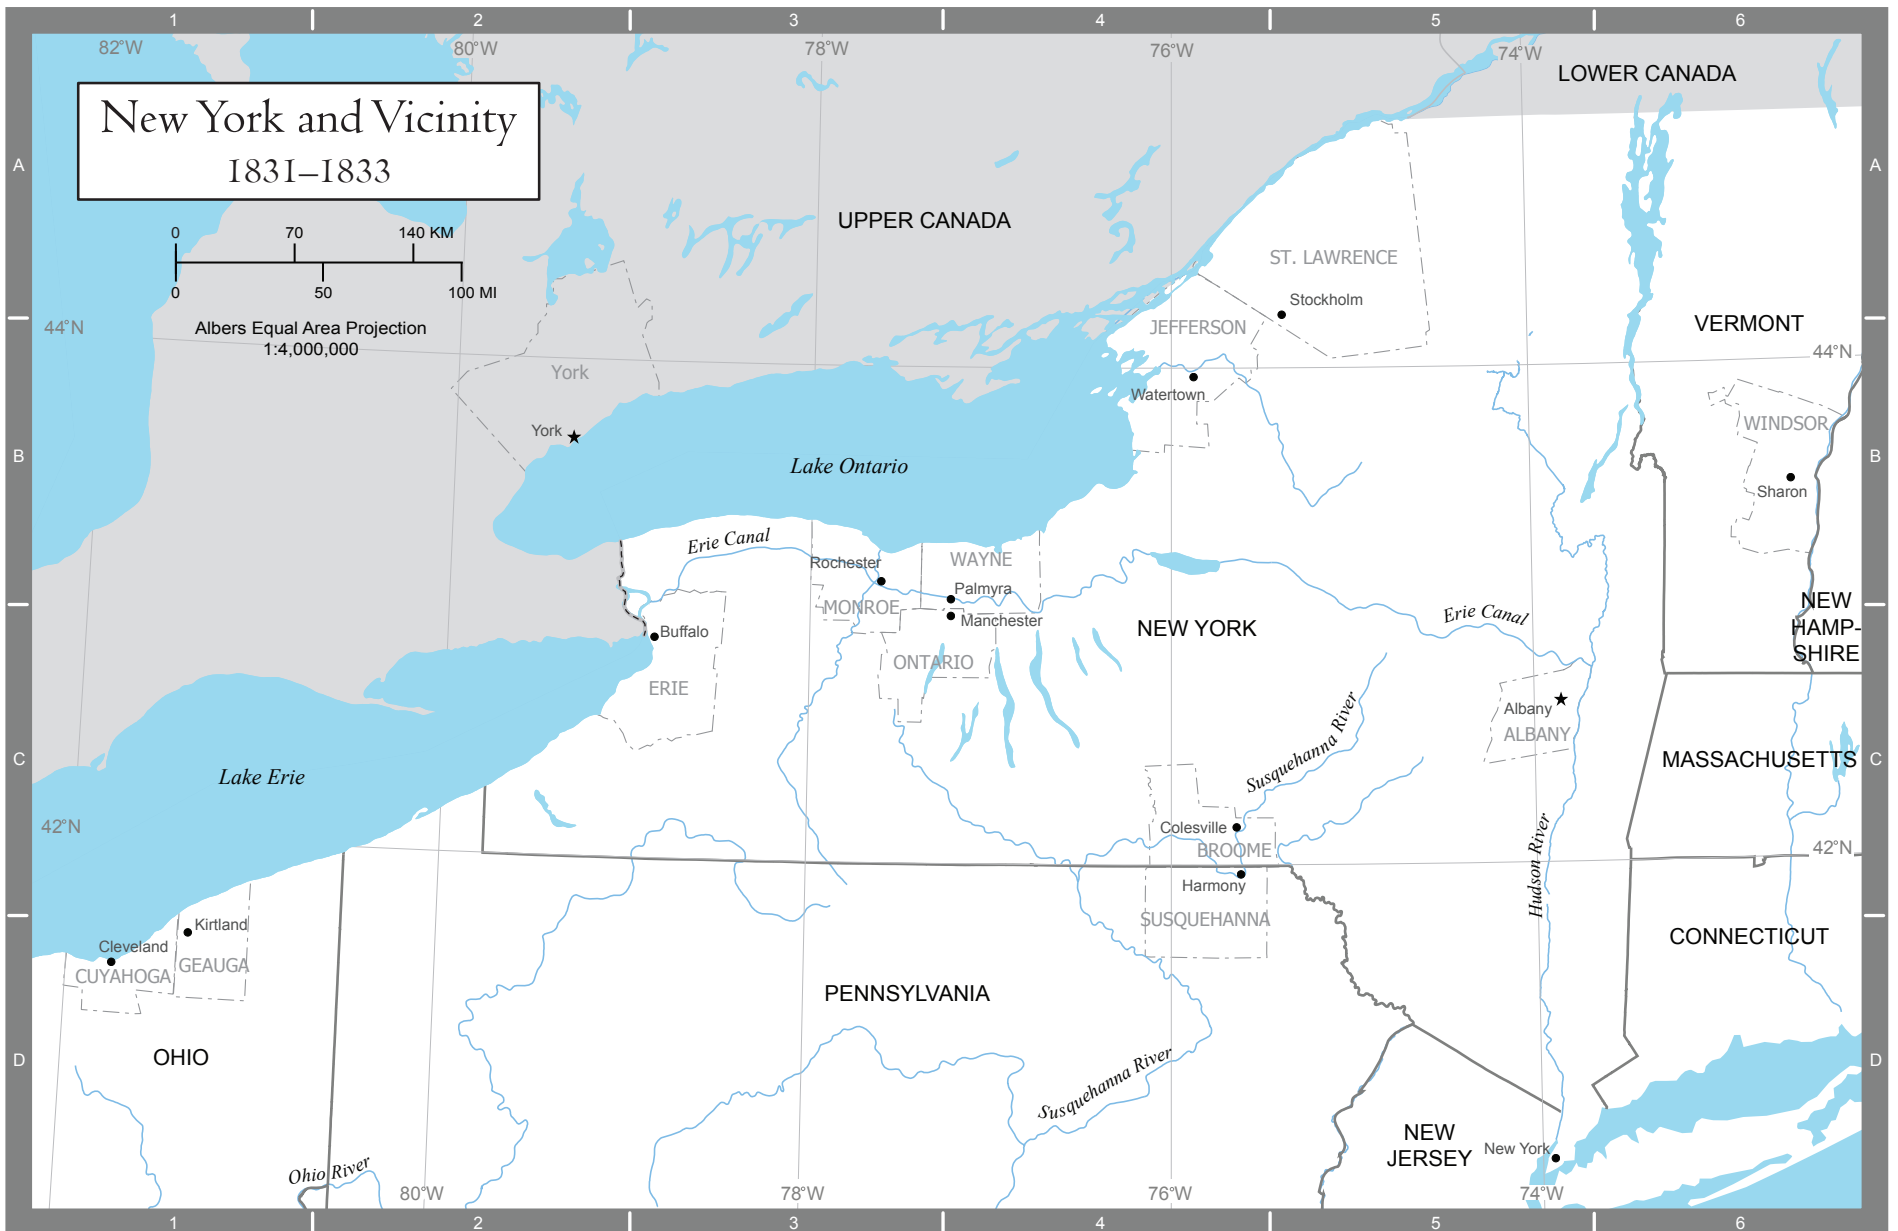 1 2 3 4 5 6
82°W 80°W 78°W 76°W 74°W
LOWER CANADA
New York and Vicinity
1831–1833
A A
UPPER CANADA
0 70 140 KM
0 50 100 MI
Albers Equal Area Projection
1:4,000,000
ST. LAWRENCE
Stockholm
44°N
JEFFERSON
VERMONT
44°N
York
Watertown
WINDSOR
York
B B
Lake Ontario
Sharon
Erie Canal
Rochester
WAYNE
Palmyra
MONROE
Manchester
Erie Canal
NEW
HAMP-
SHIRE
Buffalo
NEW YORK
ONTARIO
ERIE
Susquehanna River
Albany
ALBANY
C C
MASSACHUSETTS
Lake Erie
42°N
Colesville
BROOME
42°N
Hudson River
Harmony
SUSQUEHANNA
Kirtland
Cleveland
GEAUGA
CUYAHOGA
CONNECTICUT
PENNSYLVANIA
OHIO
D D
Susquehanna River
NEW
JERSEY
New York
Ohio River
80°W 78°W 76°W 74°W
1 2 3 4 5 6